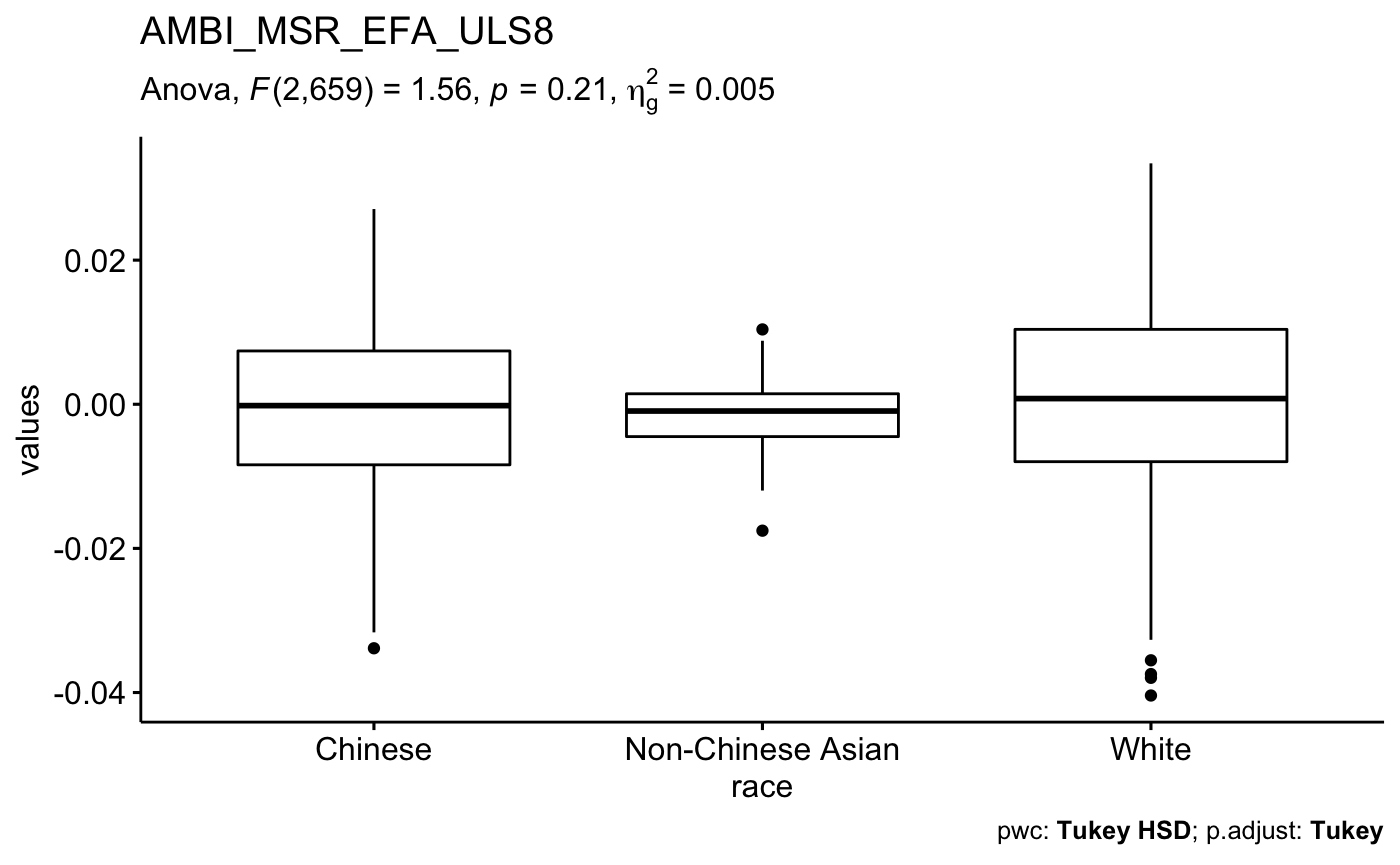 AMBI_MSR_EFA_ULS8
Anova, F(2,659) = 1.56, p = 0.21, η²g = 0.005
0.02
0.00
-0.02
-0.04
values
Chinese Non-Chinese Asian White
race
pwc: Tukey HSD; p.adjust: Tukey